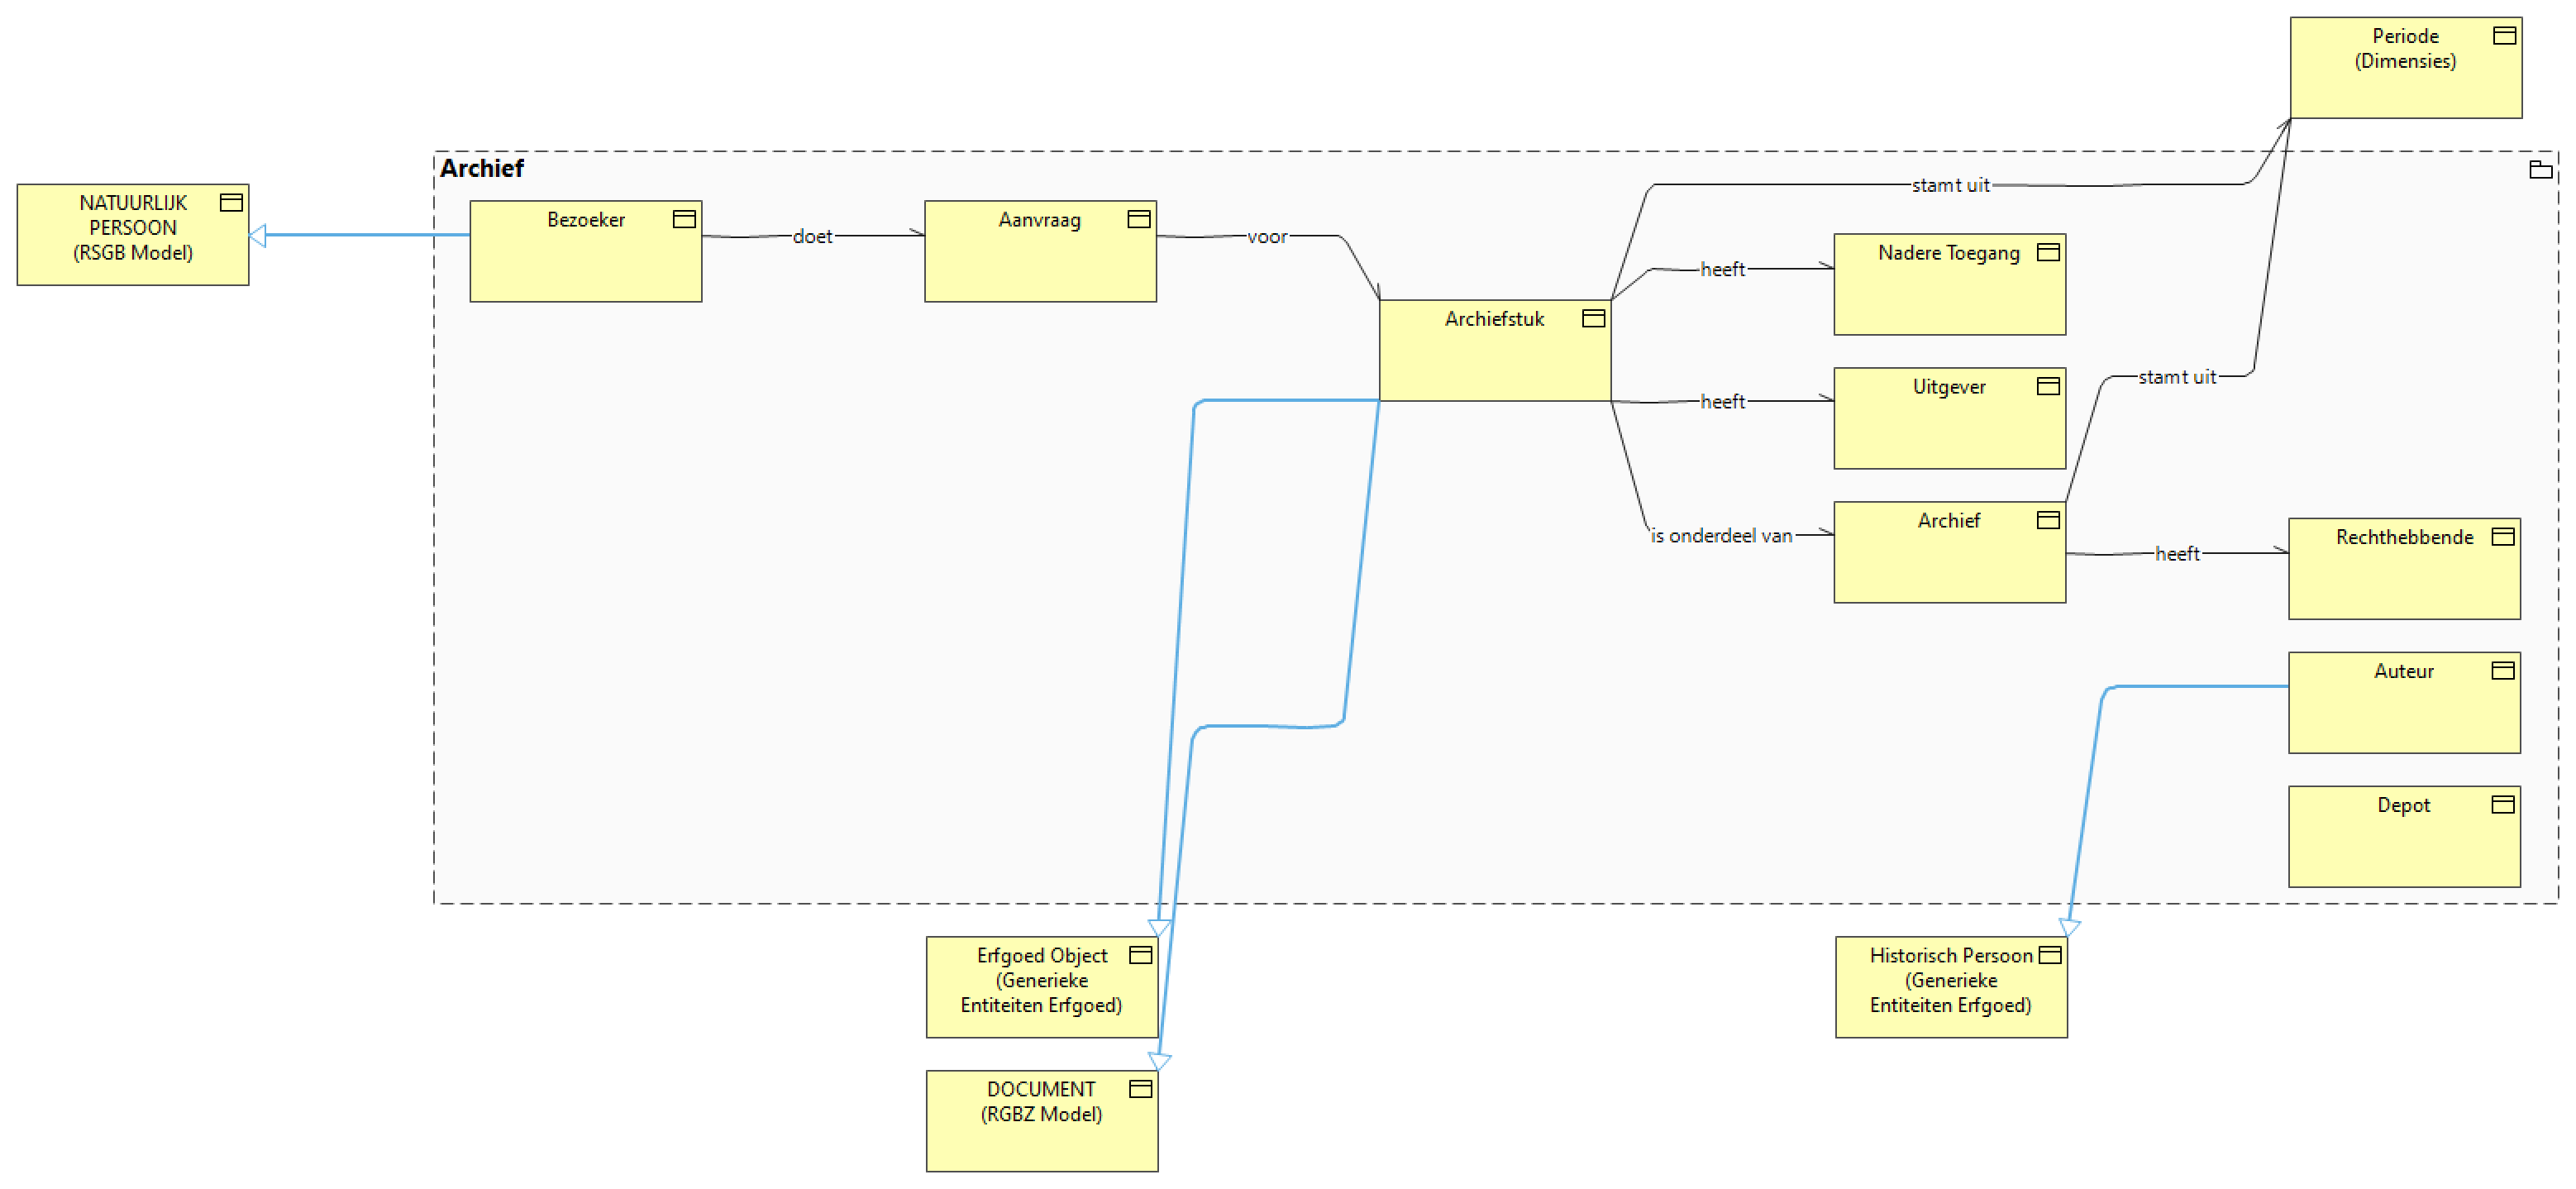 Periode
(Dimensies)
Archief
NATUURLIJK
PERSOON
(RSGB Model)
Bezoeker
doet
Aanvraag
voor
Archiefstuk
stamt uit
heeft
Nadere Toegang
heeft
Uitgever
stamt uit
is onderdeel van
Archief
heeft
Rechthebbende
Auteur
Depot
Erfgoed Object
(Generieke
Entiteiten Erfgoed)
Historisch Persoon
(Generieke
Entiteiten Erfgoed)
DOCUMENT
(RGBZ Model)